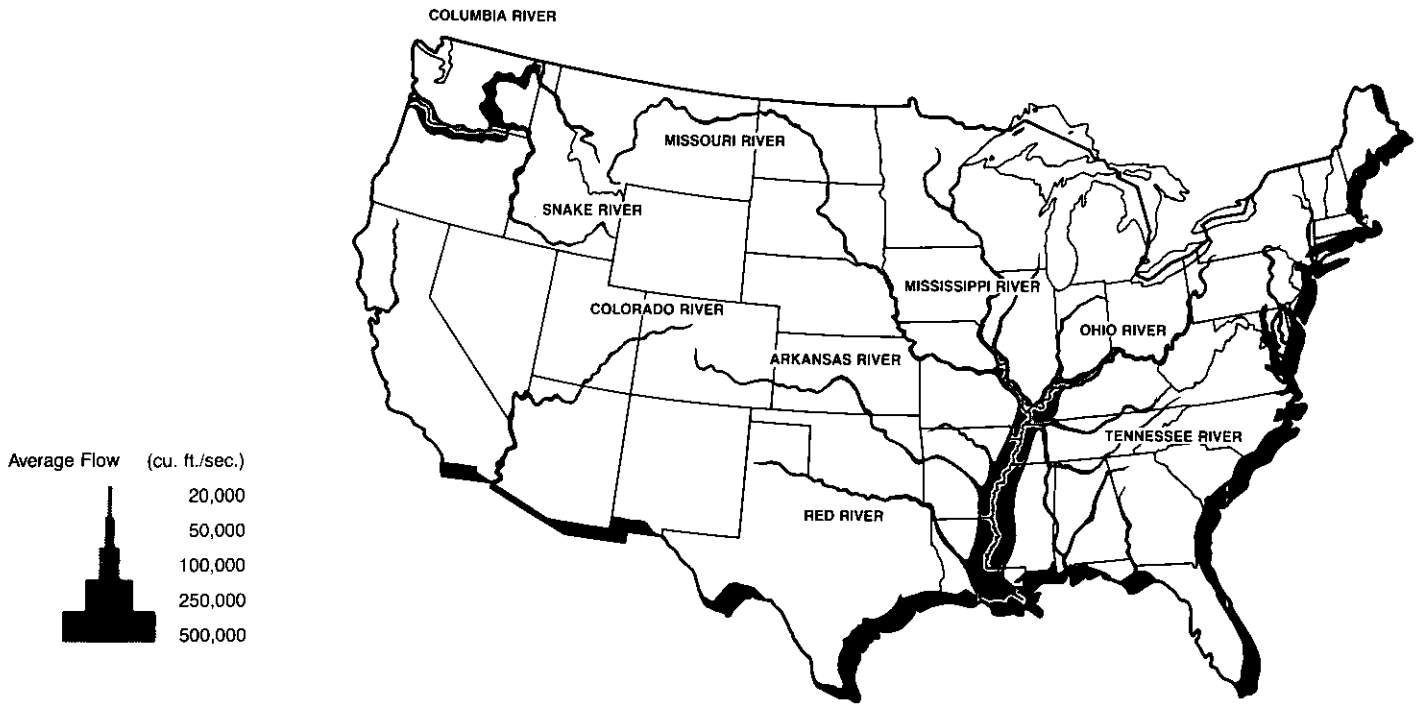 COLUMBIA RIVER
MISSOURI RIVER
SNAKE RIVER
MISSISSIPPI RIVER
COLORADO RIVER
OHIO RIVER
ARKANSAS RIVER
TENNESSEE RIVER
RED RIVER
Average Flow (cu. ft./sec.)
20,000
50,000
100,000
250,000
500,000